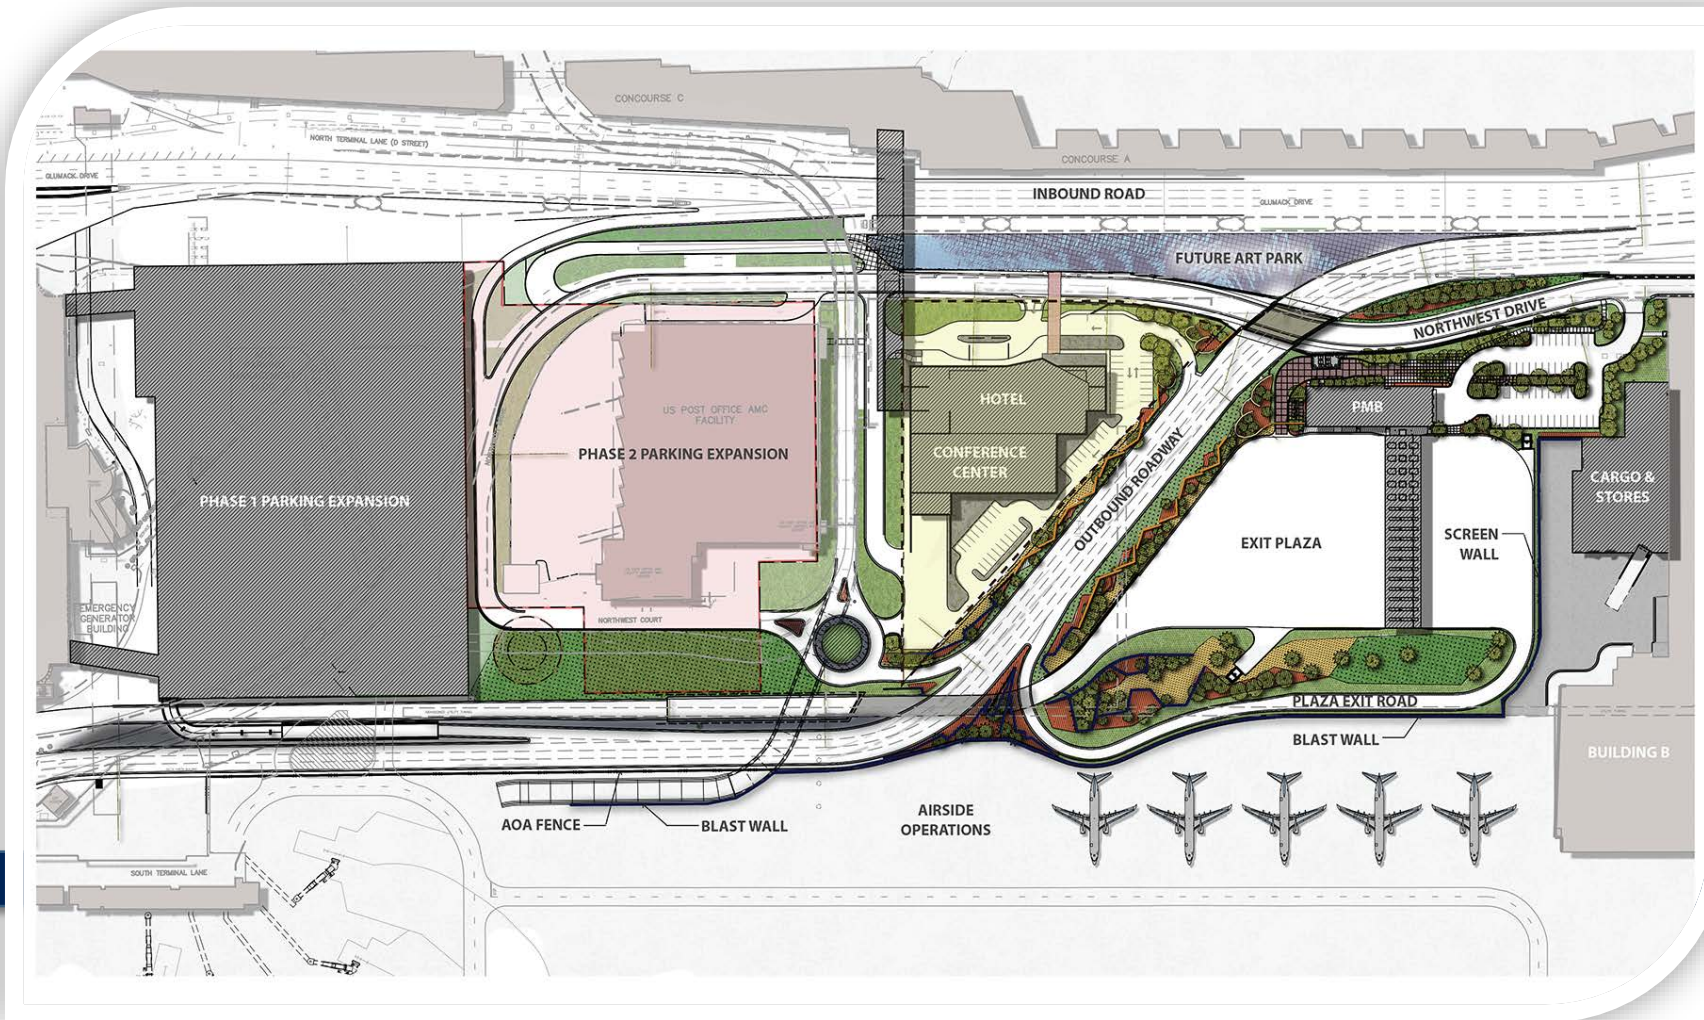 CONCOURSE C
NORTH TERMINAL LANE (D STREET)
CONCOURSE A
GLUMACK DRIVE
INBOUND ROAD
GLUMACK DRIVE
FUTURE ART PARK
NORTHWEST DRIVE
HOTEL
PMB
US POST OFFICE AMC
FACILITY
PHASE 2 PARKING EXPANSION
CONFERENCE
CENTER
OUTBOUND ROADWAY
CARGO &
STORES
PHASE 1 PARKING EXPANSION
EXIT PLAZA
SCREEN
WALL
EMERGENCY
GENERATOR
BUILDING
NORTHWEST COURT
PLAZA EXIT ROAD
BLAST WALL
BUILDING B
AOA FENCE
BLAST WALL
AIRSIDE
OPERATIONS
SOUTH TERMINAL LANE